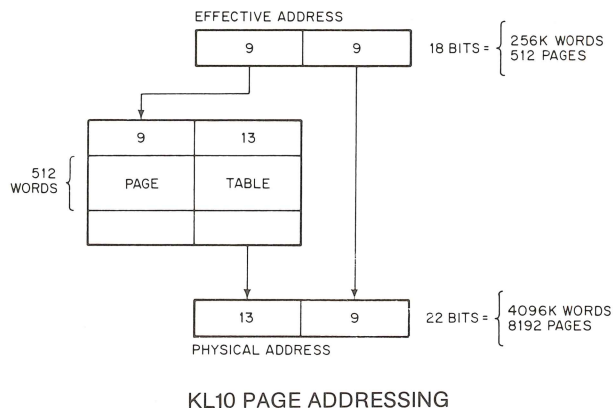 EFFECTIVE ADDRESS
9 9
18 BITS = 256K WORDS
512 PAGES
9 13
512
WORDS
PAGE TABLE
13 9
22 BITS = 4096K WORDS
8192 PAGES
PHYSICAL ADDRESS
KL10 PAGE ADDRESSING